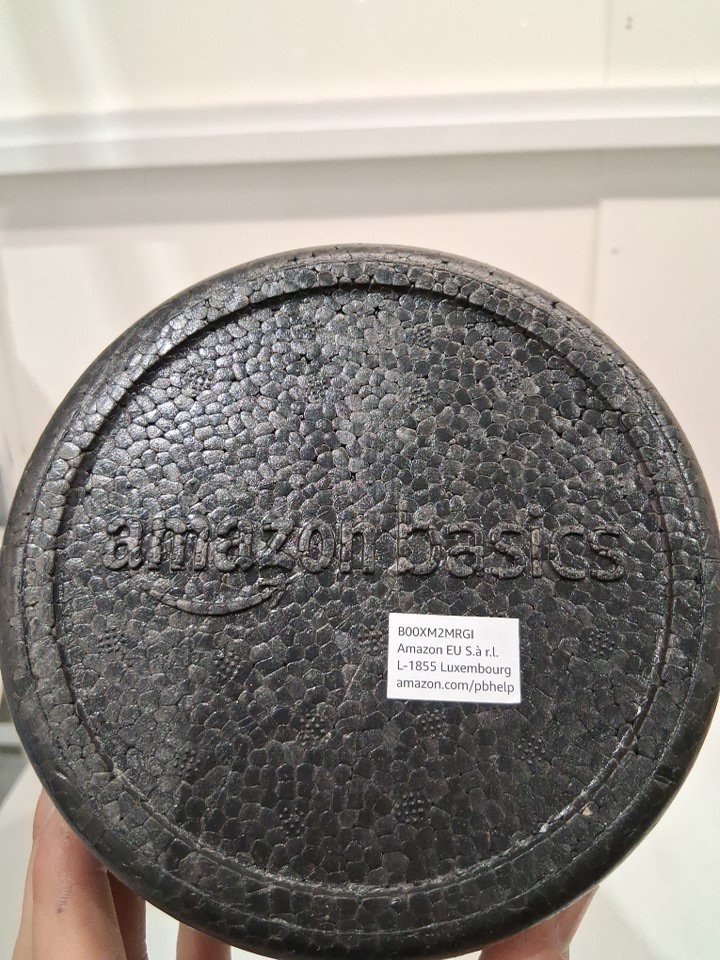 amazon basics
B00XM2MRGI
Amazon EU S.à r.l.
L-1855 Luxembourg
amazon.com/pbhelp